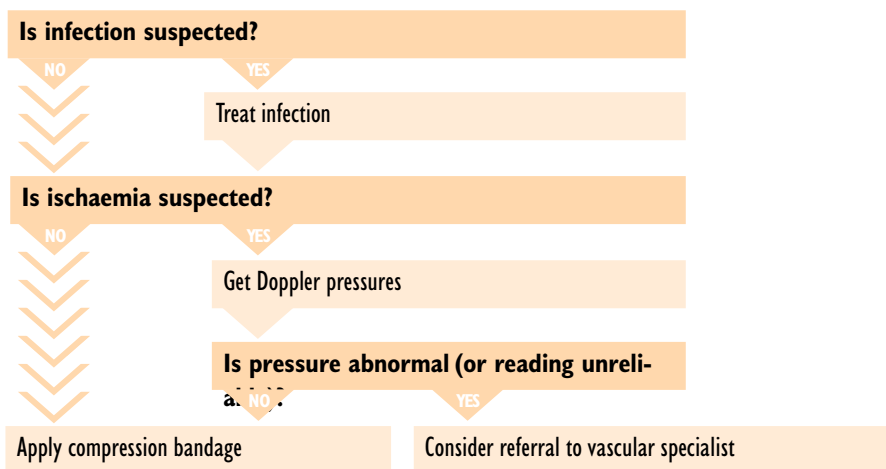 Is infection suspected?
NO YES
Treat infection
Is ischaemia suspected?
NO YES
Get Doppler pressures
Is pressure abnormal (or reading unreli-
NO YES
Apply compression bandage
Consider referral to vascular specialist